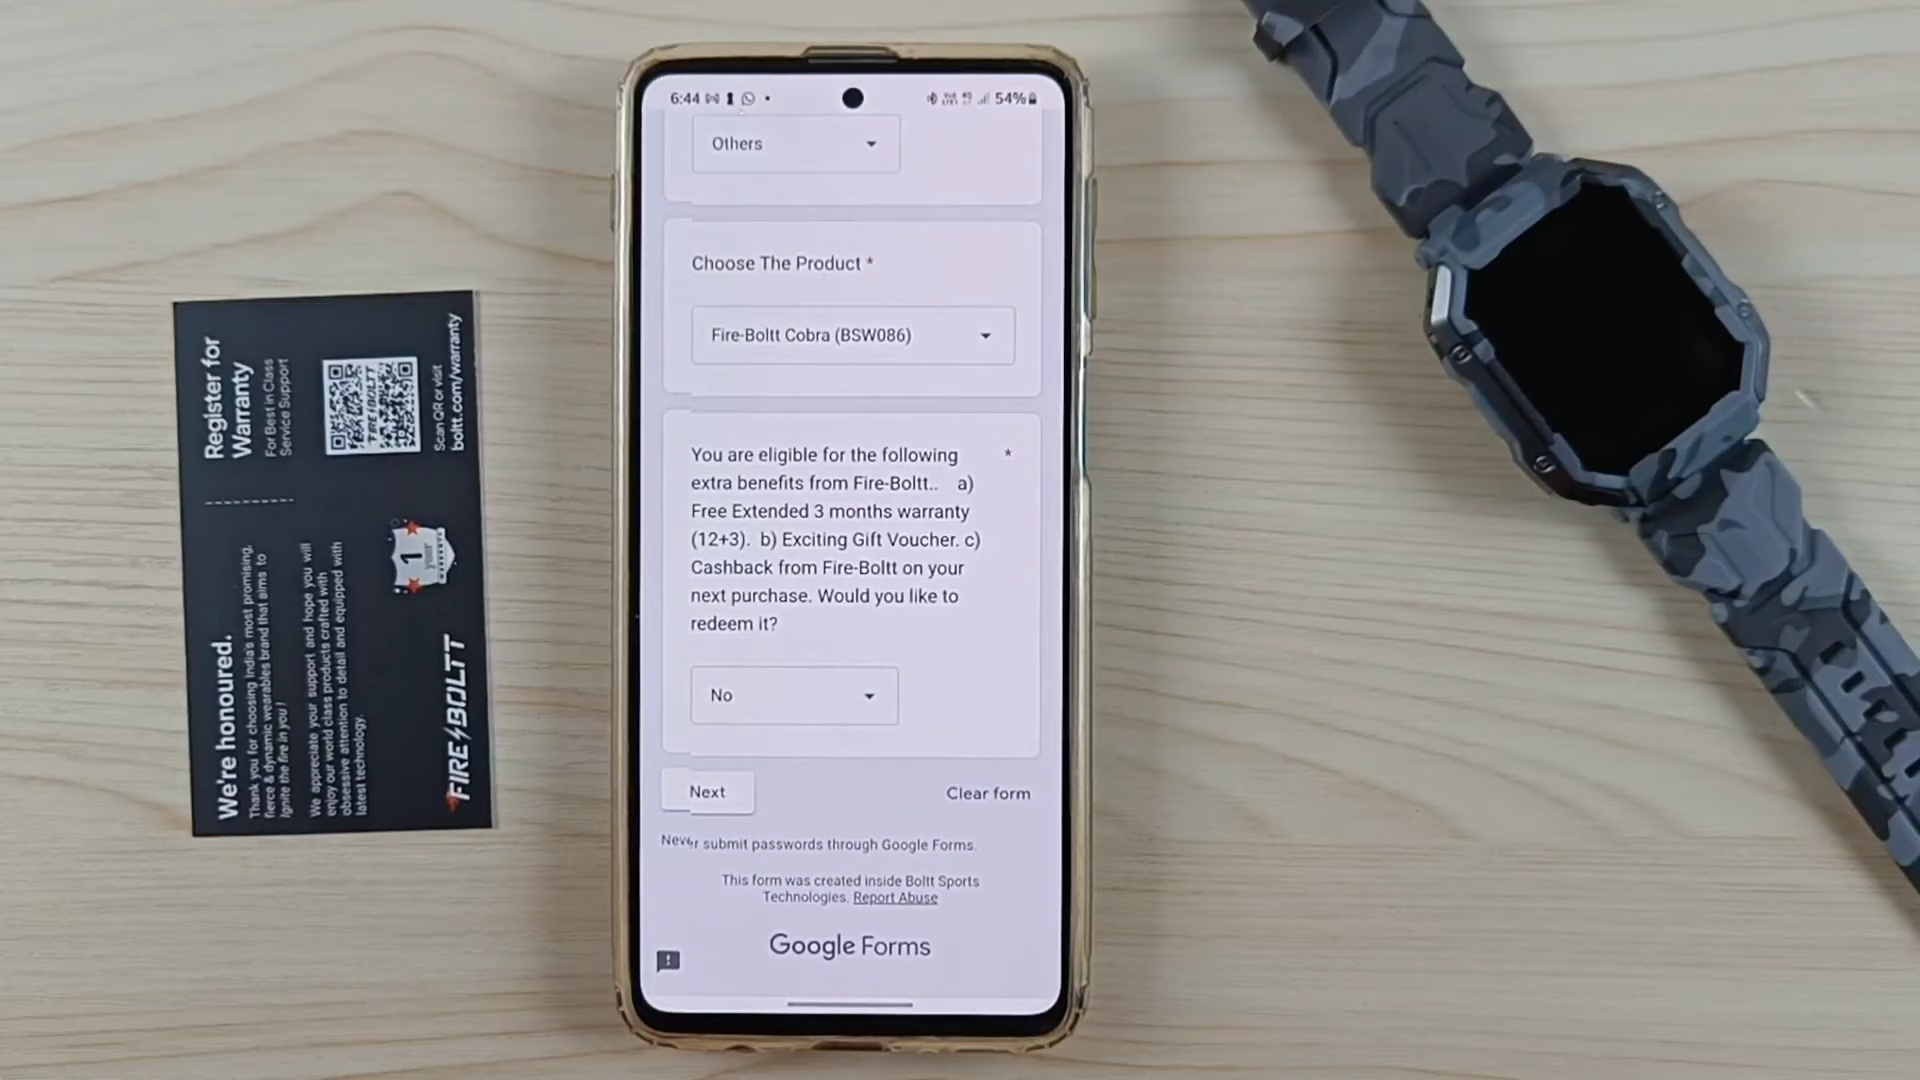 We're honoured.
Thank you for choosing India's most promising,
fierce & dynamic wearables brand that aims to
Ignite the fire in you!
We appreciate your support and hope you will
enjoy our world class products crafted with
obsessive attention to detail and equipped with
latest technology.
FIRE BOLTT
1
year
Register for
Warranty
For Best in Class
Service Support
FIRE BOLTT
Scan QR or visit
boltt.com/warranty
6:44
54%
Others
Choose The Product *
Fire-Boltt Cobra (BSW086)
You are eligible for the following *
extra benefits from Fire-Boltt.. a)
Free Extended 3 months warranty
(12+3). b) Exciting Gift Voucher. c)
Cashback from Fire-Boltt on your
next purchase. Would you like to
redeem it?
No
Next
Clear form
Never submit passwords through Google Forms.
This form was created inside Boltt Sports
Technologies. Report Abuse
Google Forms